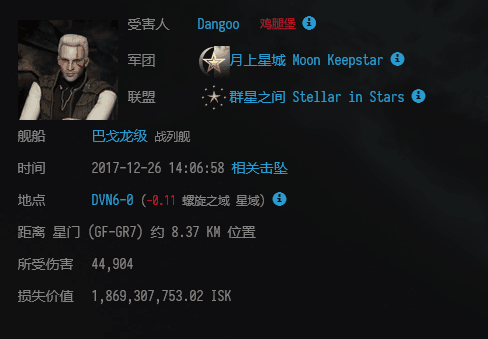 受害人 Dangoo 鸡腿堡
军团 月上星城 Moon Keepstar
联盟 群星之间 Stellar in Stars
舰船 巴戈龙级 战列舰
时间 2017-12-26 14:06:58 相关击坠
地点 DVN6-0 (-0.11 螺旋之域 星域)
距离 星门 (GF-GR7) 约 8.37 KM 位置
所受伤害 44,904
损失价值 1,869,307,753.02 ISK